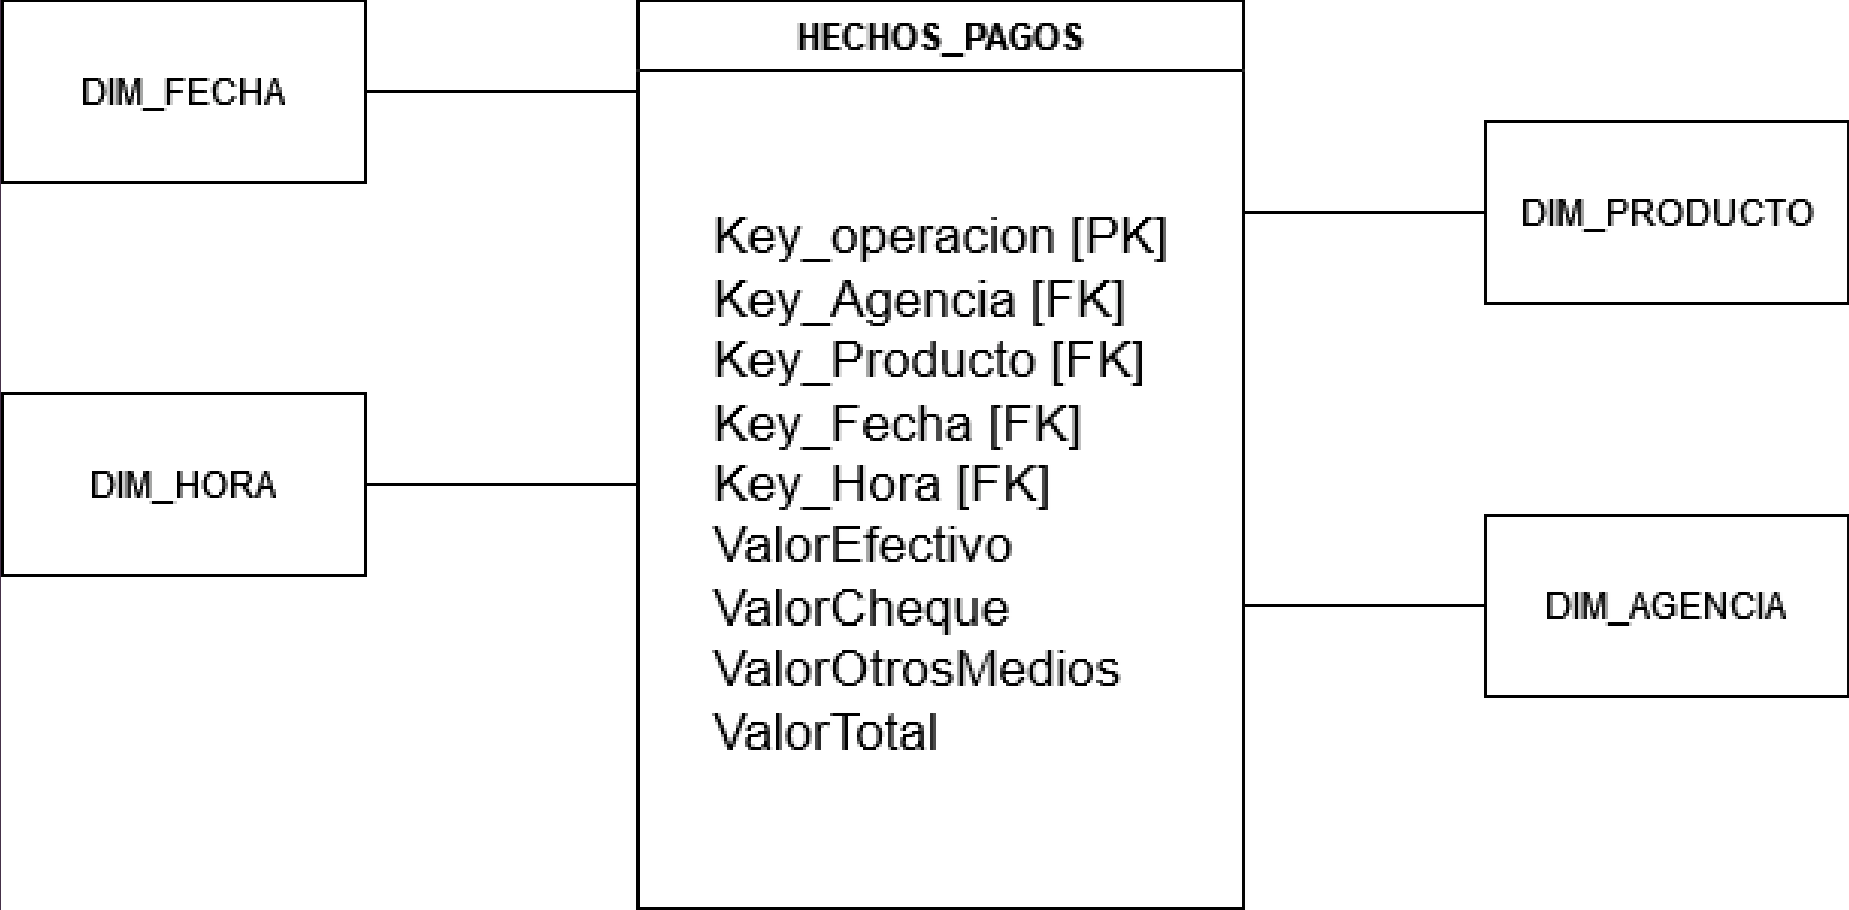 DIM_FECHA
DIM_HORA
HECHOS_PAGOS
Key_operacion [PK]
Key_Agencia [FK]
Key_Producto [FK]
Key_Fecha [FK]
Key_Hora [FK]
ValorEfectivo
ValorCheque
ValorOtrosMedios
ValorTotal
DIM_PRODUCTO
DIM_AGENCIA